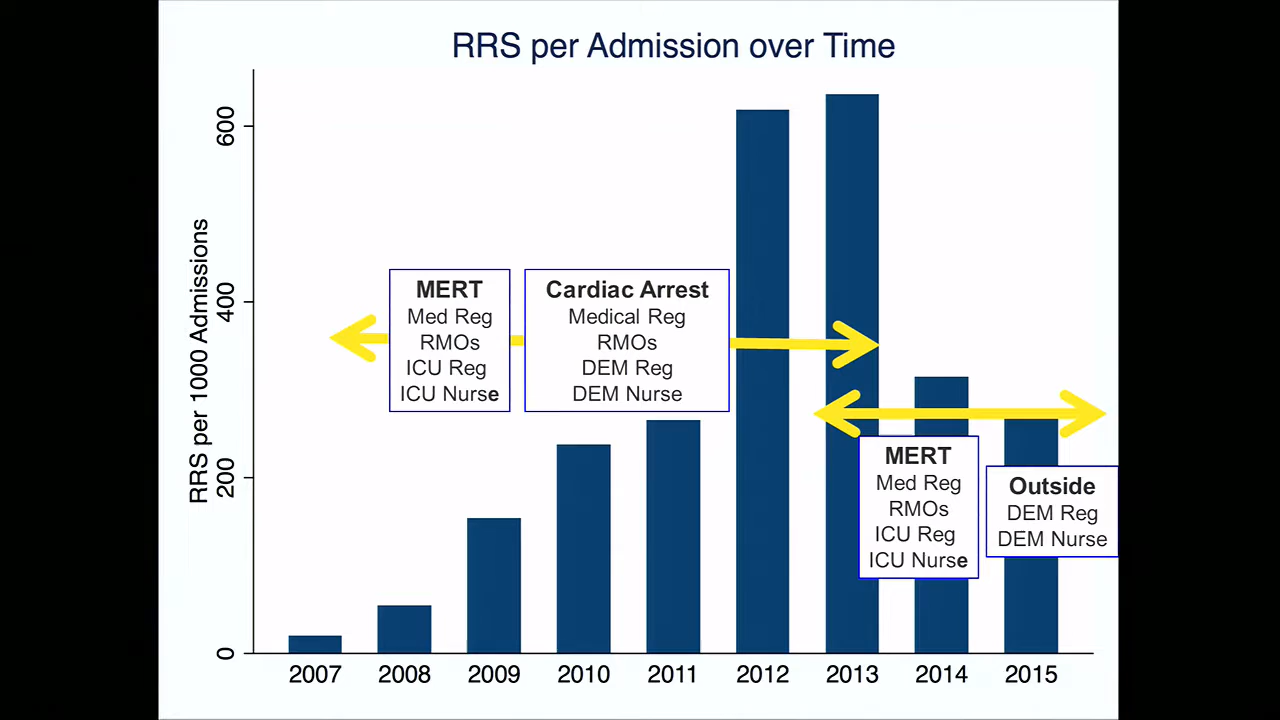 RRS per Admission over Time
RRS per 1000 Admissions
600
400
200
0
MERT
Med Reg
RMOs
ICU Reg
ICU Nurse
Cardiac Arrest
Medical Reg
RMOs
DEM Reg
DEM Nurse
MERT
Med Reg
RMOs
ICU Reg
ICU Nurse
Outside
DEM Reg
DEM Nurse
2007 2008 2009 2010 2011 2012 2013 2014 2015